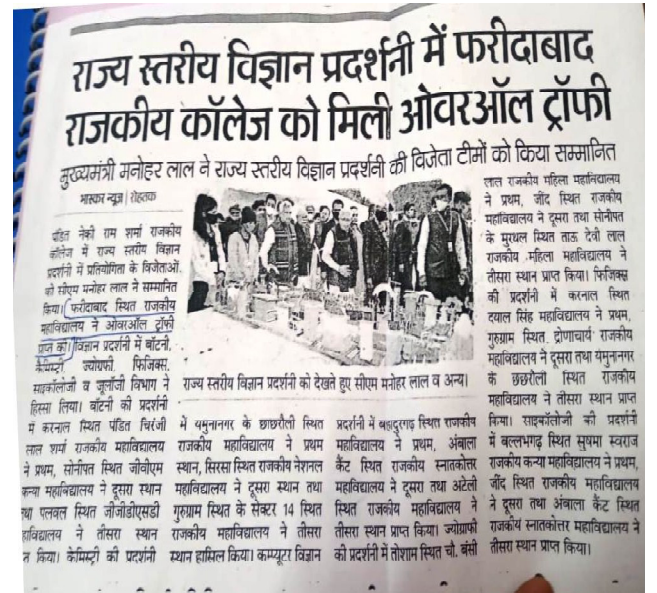 राज्य स्तरीय विज्ञान प्रदर्शनी में फरीदाबाद
राजकीय कॉलेज को मिली ओवरऑल ट्रॉफी
मुख्यमंत्री मनोहर लाल ने राज्य स्तरीय विज्ञान प्रदर्शनी की विजेता टीमों को किया सम्मानित
भास्कर न्यूज | रोहतक
पंडित नेकी राम शर्मा राजकीय
कॉलेज में राज्य स्तरीय विज्ञान
प्रदर्शनी में प्रतियोगिता के विजेताओं
को सीएम मनोहर लाल ने सम्मानित
किया। फरीदाबाद स्थित राजकीय
महाविद्यालय ने ओवरऑल ट्रॉफी
प्राप्त की। विज्ञान प्रदर्शनी में बॉटनी,
केमिस्ट्री, ज्योग्राफी, फिजिक्स,
साइकोलॉजी व जूलॉजी विभाग ने
हिस्सा लिया। बॉटनी की प्रदर्शनी
में करनाल स्थित पंडित चिरंजी
लाल शर्मा राजकीय महाविद्यालय
ने प्रथम, सोनीपत स्थित जीवीएम
कन्या महाविद्यालय ने दूसरा स्थान
था पलवल स्थित जीजीडीएसडी
हाविद्यालय ने तीसरा स्थान
त किया। केमिस्ट्री की प्रदर्शनी
राज्य स्तरीय विज्ञान प्रदर्शनी को देखते हुए सीएम मनोहर लाल व अन्य।
में यमुनानगर के छाछरौली स्थित
राजकीय महाविद्यालय ने प्रथम
स्थान, सिरसा स्थित राजकीय नेशनल
महाविद्यालय ने दूसरा स्थान तथा
गुरुग्राम स्थित के सेक्टर 14 स्थित
राजकीय महाविद्यालय ने तीसरा
स्थान हासिल किया। कम्प्यूटर विज्ञान
प्रदर्शनी में बहादुरगढ़ स्थित राजकीय
महाविद्यालय ने प्रथम, अंबाला
कैंट स्थित राजकीय स्नातकोत्तर
महाविद्यालय ने दूसरा तथा अटेली
स्थित राजकीय महाविद्यालय ने
तीसरा स्थान प्राप्त किया। ज्योग्राफी
की प्रदर्शनी में तोशाम स्थित चौ. बंसी
लाल राजकीय महिला महाविद्यालय
ने प्रथम, जींद स्थित राजकीय
महाविद्यालय ने दूसरा तथा सोनीपत
के मुरथल स्थित ताऊ देवी लाल
राजकीय महिला महाविद्यालय ने
तीसरा स्थान प्राप्त किया। फिजिक्स
की प्रदर्शनी में करनाल स्थित
दयाल सिंह महाविद्यालय ने प्रथम,
गुरुग्राम स्थित द्रोणाचार्य राजकीय
महाविद्यालय ने दूसरा तथा यमुनानगर
के छछरौली स्थित राजकीय
महाविद्यालय ने तीसरा स्थान प्राप्त
किया। साइकोलॉजी की प्रदर्शनी
में बल्लभगढ़ स्थित सुषमा स्वराज
राजकीय कन्या महाविद्यालय ने प्रथम,
जींद स्थित राजकीय महाविद्यालय
ने दूसरा तथा अंबाला कैंट स्थित
राजकीय स्नातकोत्तर महाविद्यालय ने
तीसरा स्थान प्राप्त किया।